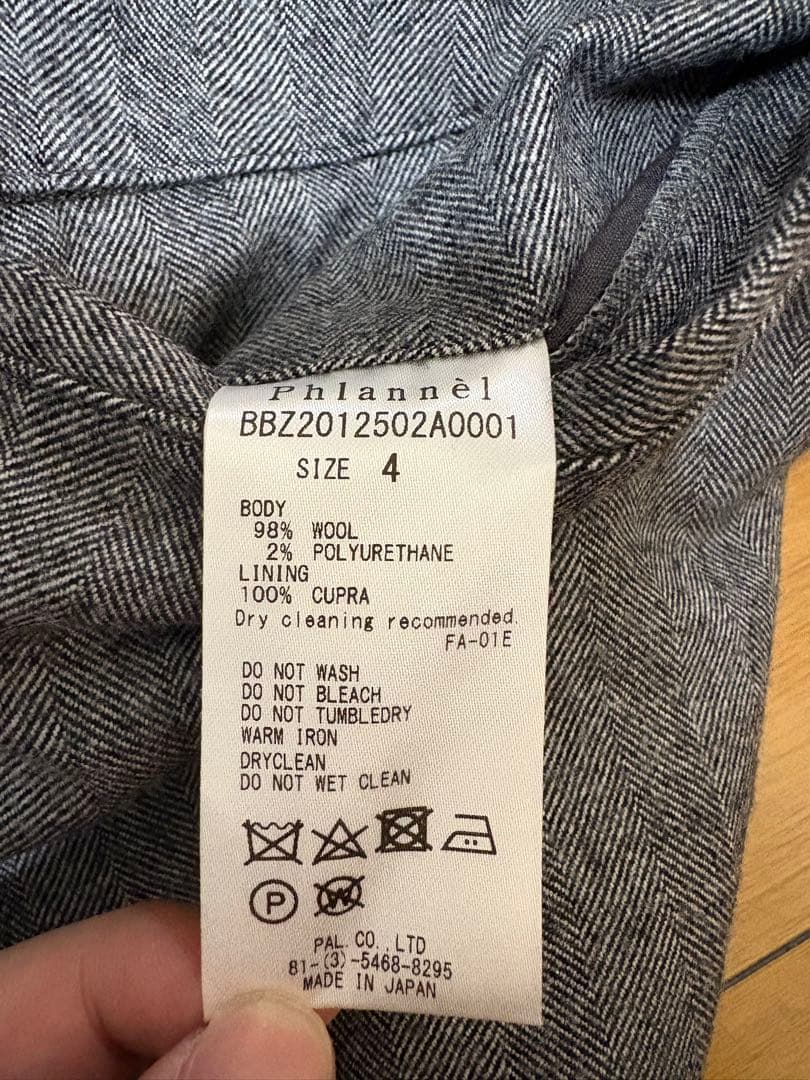 Phlannèl
BBZ2012502A0001
SIZE 4
BODY
98% WOOL
2% POLYURETHANE
LINING
100% CUPRA
Dry cleaning recommended.
FA-01E
DO NOT WASH
DO NOT BLEACH
DO NOT TUMBLEDRY
WARM IRON
DRYCLEAN
DO NOT WET CLEAN
P W
PAL. CO.,LTD
81-(3)-5468-8295
MADE IN JAPAN